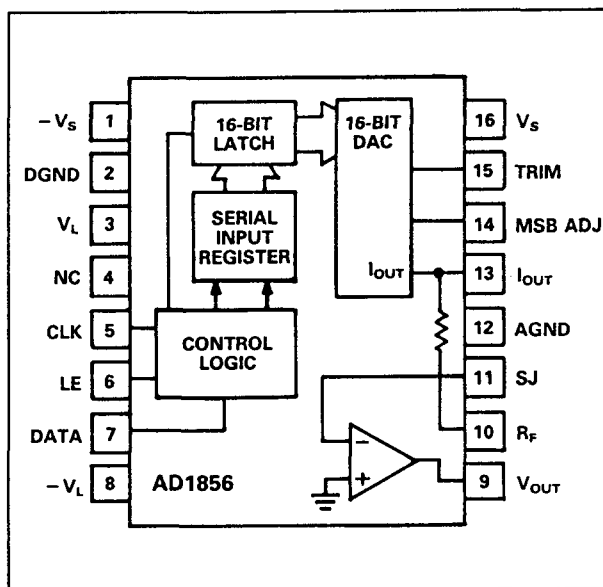 −VS 1
DGND 2
VL 3
NC 4
CLK 5
LE 6
DATA 7
−VL 8
16-BIT
LATCH
SERIAL
INPUT
REGISTER
CONTROL
LOGIC
AD1856
16-BIT
DAC
IOUT
−
+
16 VS
15 TRIM
14 MSB ADJ
13 IOUT
12 AGND
11 SJ
10 RF
9 VOUT